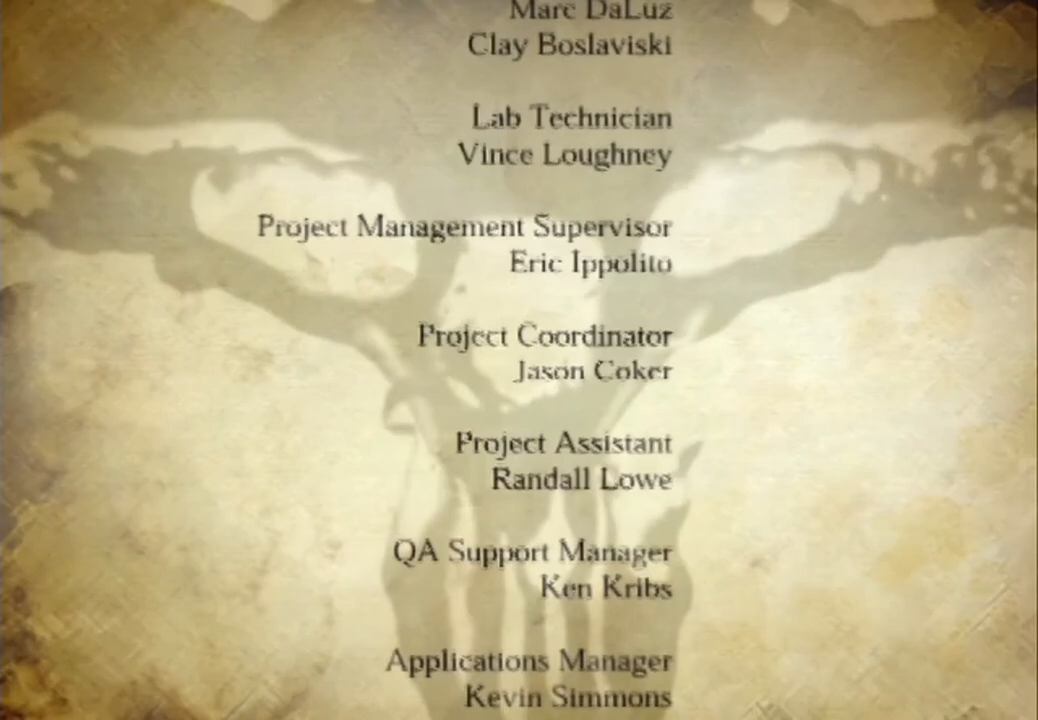 Marc DaLuz
Clay Boslaviski
Lab Technician
Vince Loughney
Project Management Supervisor
Eric Ippolito
Project Coordinator
Jason Coker
Project Assistant
Randall Lowe
QA Support Manager
Ken Kribs
Applications Manager
Kevin Simmons